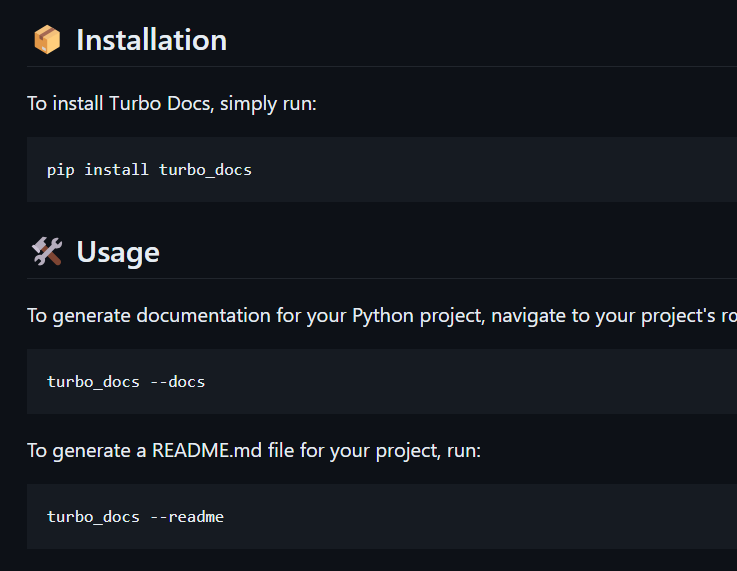 Installation
To install Turbo Docs, simply run:
pip install turbo_docs
Usage
To generate documentation for your Python project, navigate to your project's ro
turbo_docs --docs
To generate a README.md file for your project, run:
turbo_docs --readme